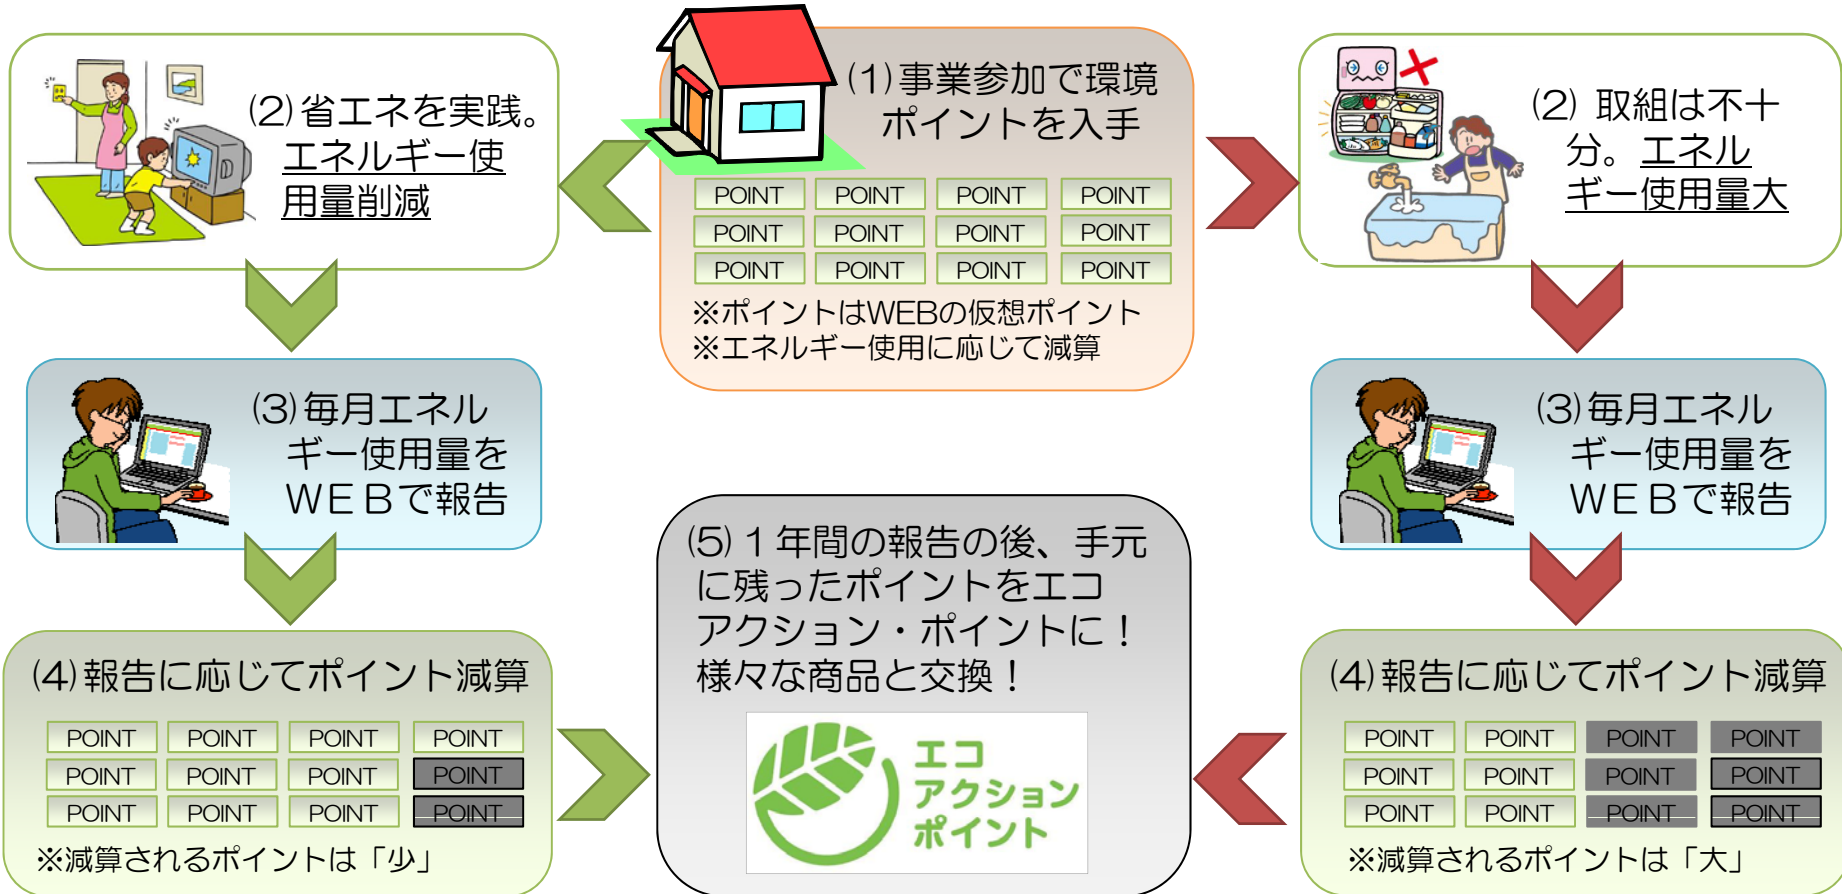 (1)事業参加で環境
ポイントを入手
POINT POINT POINT POINT
POINT POINT POINT POINT
POINT POINT POINT POINT
※ポイントはWEBの仮想ポイント
※エネルギー使用に応じて減算
(2)省エネを実践。
エネルギー使
用量削減
(3)毎月エネル
ギー使用量を
ＷＥＢで報告
(4)報告に応じてポイント減算
POINT POINT POINT POINT
POINT POINT POINT POINT
POINT POINT POINT POINT
※減算されるポイントは「少」
(2) 取組は不十
分。エネル
ギー使用量大
(3)毎月エネル
ギー使用量を
ＷＥＢで報告
(4)報告に応じてポイント減算
POINT POINT POINT POINT
POINT POINT POINT POINT
POINT POINT POINT POINT
※減算されるポイントは「大」
(5)１年間の報告の後、手元
に残ったポイントをエコ
アクション・ポイントに！
様々な商品と交換！
エコ
アクション
ポイント